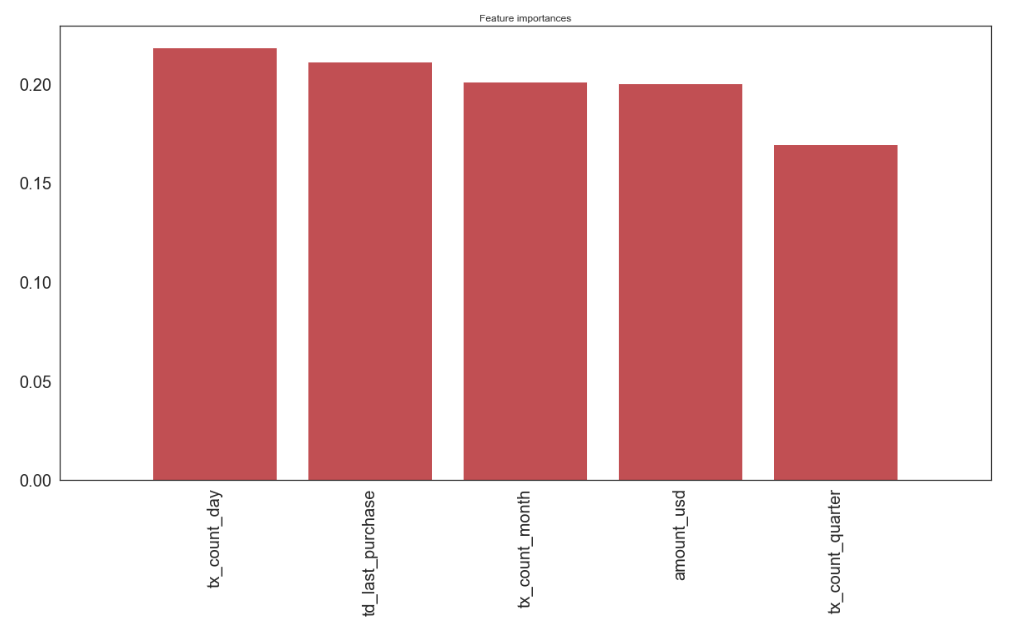 Feature importances
0.20
0.15
0.10
0.05
0.00
tx_count_day
td_last_purchase
tx_count_month
amount_usd
tx_count_quarter